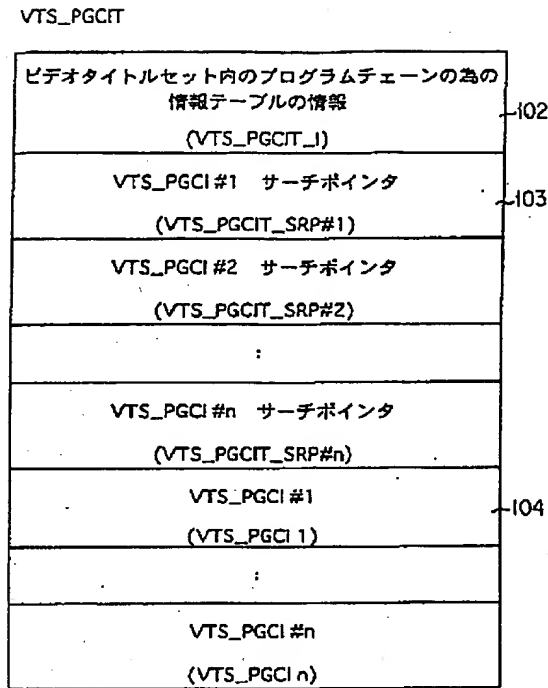 VTS_PGCIT
ビデオタイトルセット内のプログラムチェーンの為の
情報テーブルの情報
(VTS_PGCIT_I)
102
VTS_PGCI #1 サーチポインタ
103
(VTS_PGCIT_SRP#1)
VTS_PGCI #2 サーチポインタ
(VTS_PGCIT_SRP#2)
:
VTS_PGCI #n サーチポインタ
(VTS_PGCIT_SRP#n)
VTS_PGCI #1
104
(VTS_PGCI 1)
:
VTS_PGCI #n
(VTS_PGCI n)